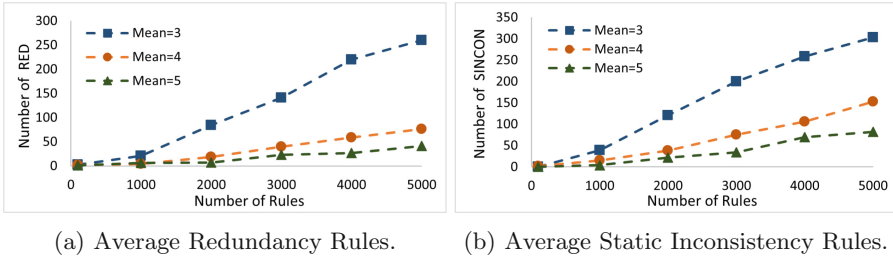 300
250
200
150
100
50
0
Number of RED
Mean=3
Mean=4
Mean=5
0 1000 2000 3000 4000 5000
Number of Rules
(a) Average Redundancy Rules.
350
300
250
200
150
100
50
0
Number of SINCON
Mean=3
Mean=4
Mean=5
0 1000 2000 3000 4000 5000
Number of Rules
(b) Average Static Inconsistency Rules.